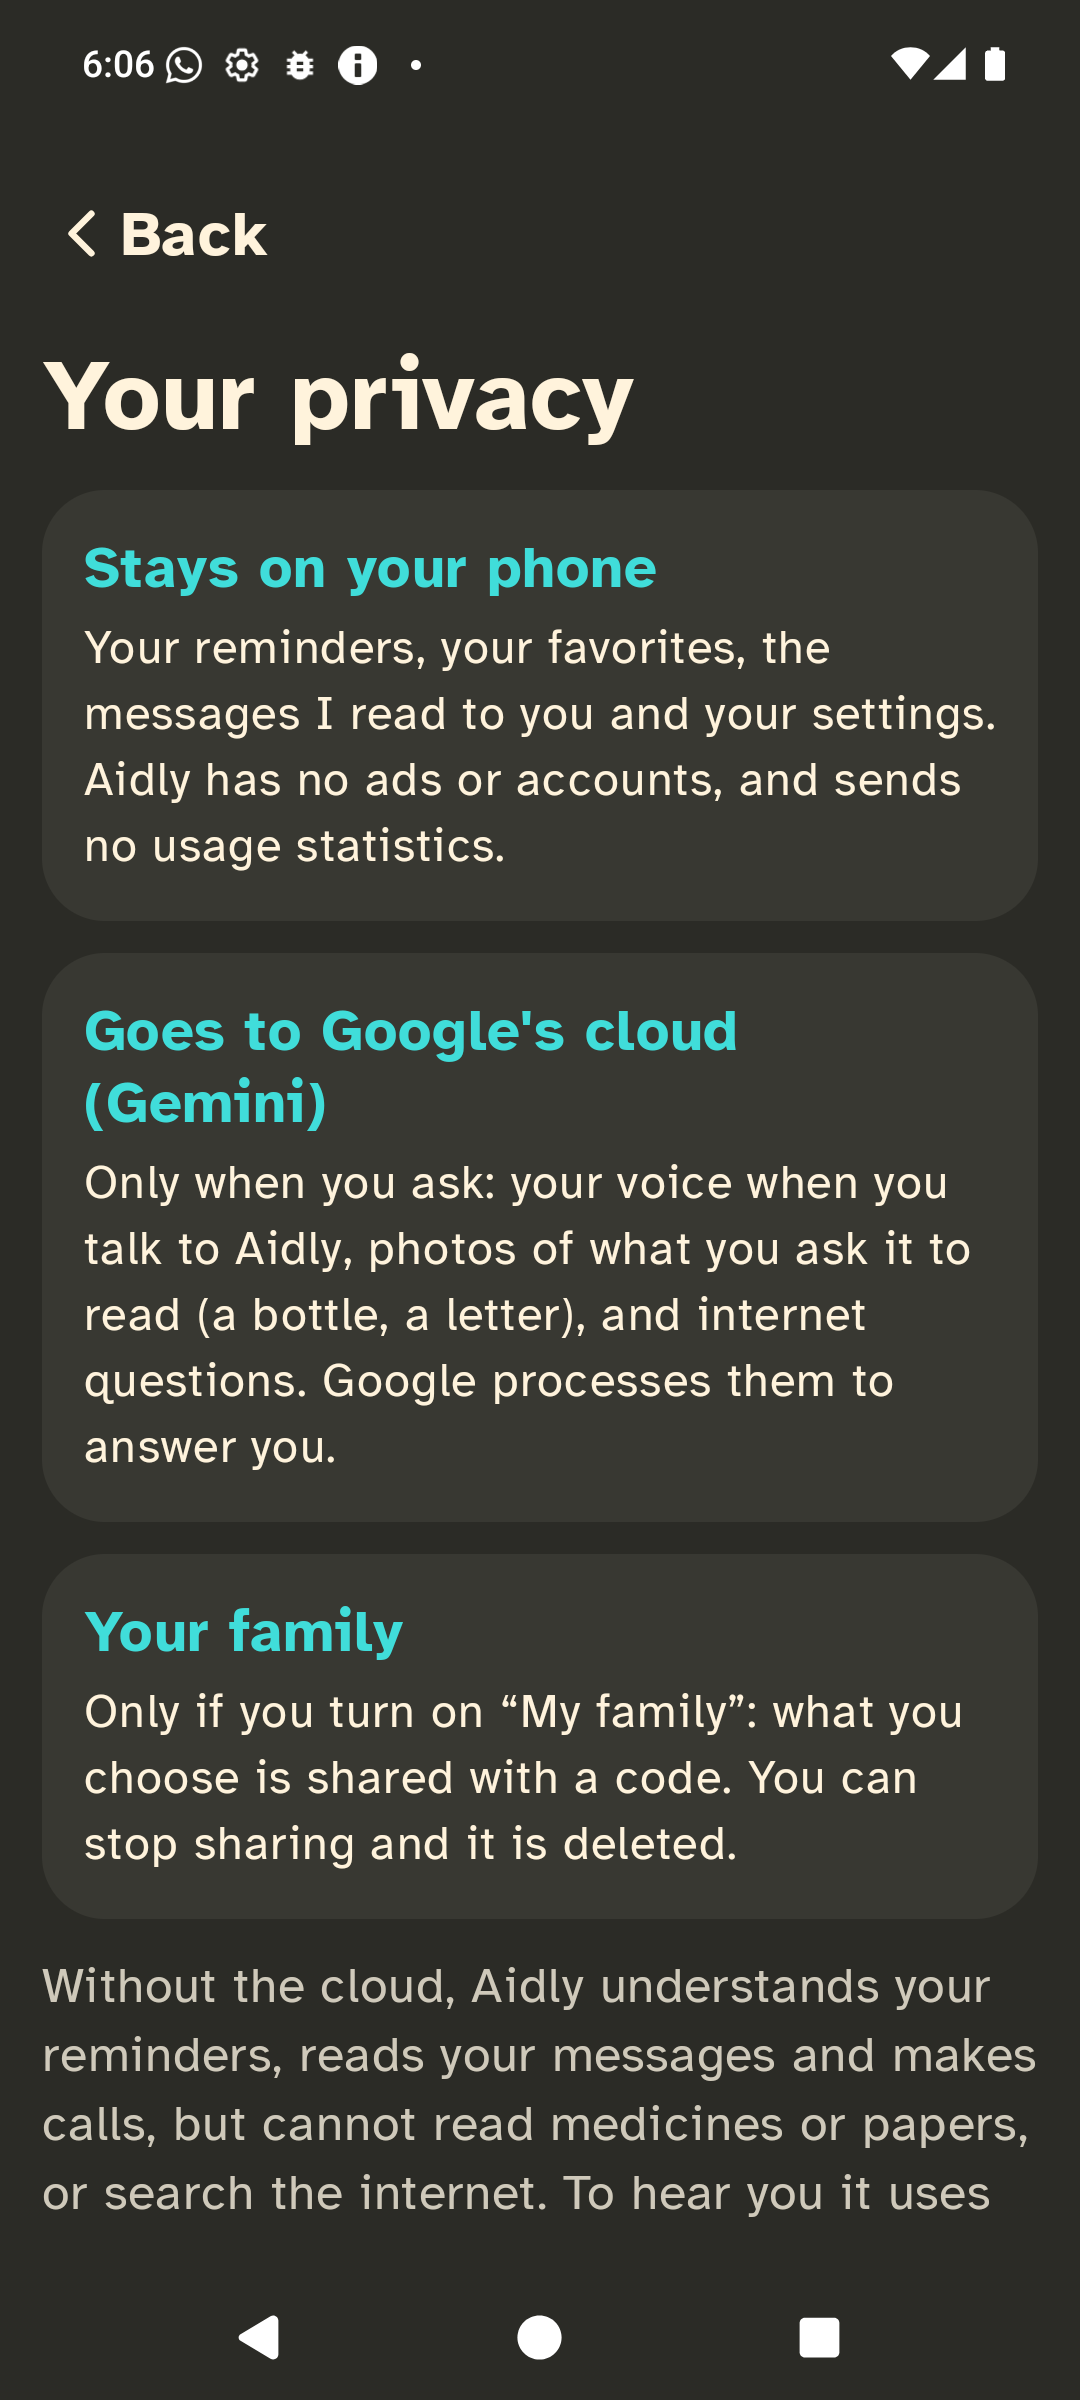 6:06
Back
Your privacy
Stays on your phone
Your reminders, your favorites, the
messages I read to you and your settings.
Aidly has no ads or accounts, and sends
no usage statistics.
Goes to Google's cloud
(Gemini)
Only when you ask: your voice when you
talk to Aidly, photos of what you ask it to
read (a bottle, a letter), and internet
questions. Google processes them to
answer you.
Your family
Only if you turn on “My family”: what you
choose is shared with a code. You can
stop sharing and it is deleted.
Without the cloud, Aidly understands your
reminders, reads your messages and makes
calls, but cannot read medicines or papers,
or search the internet. To hear you it uses